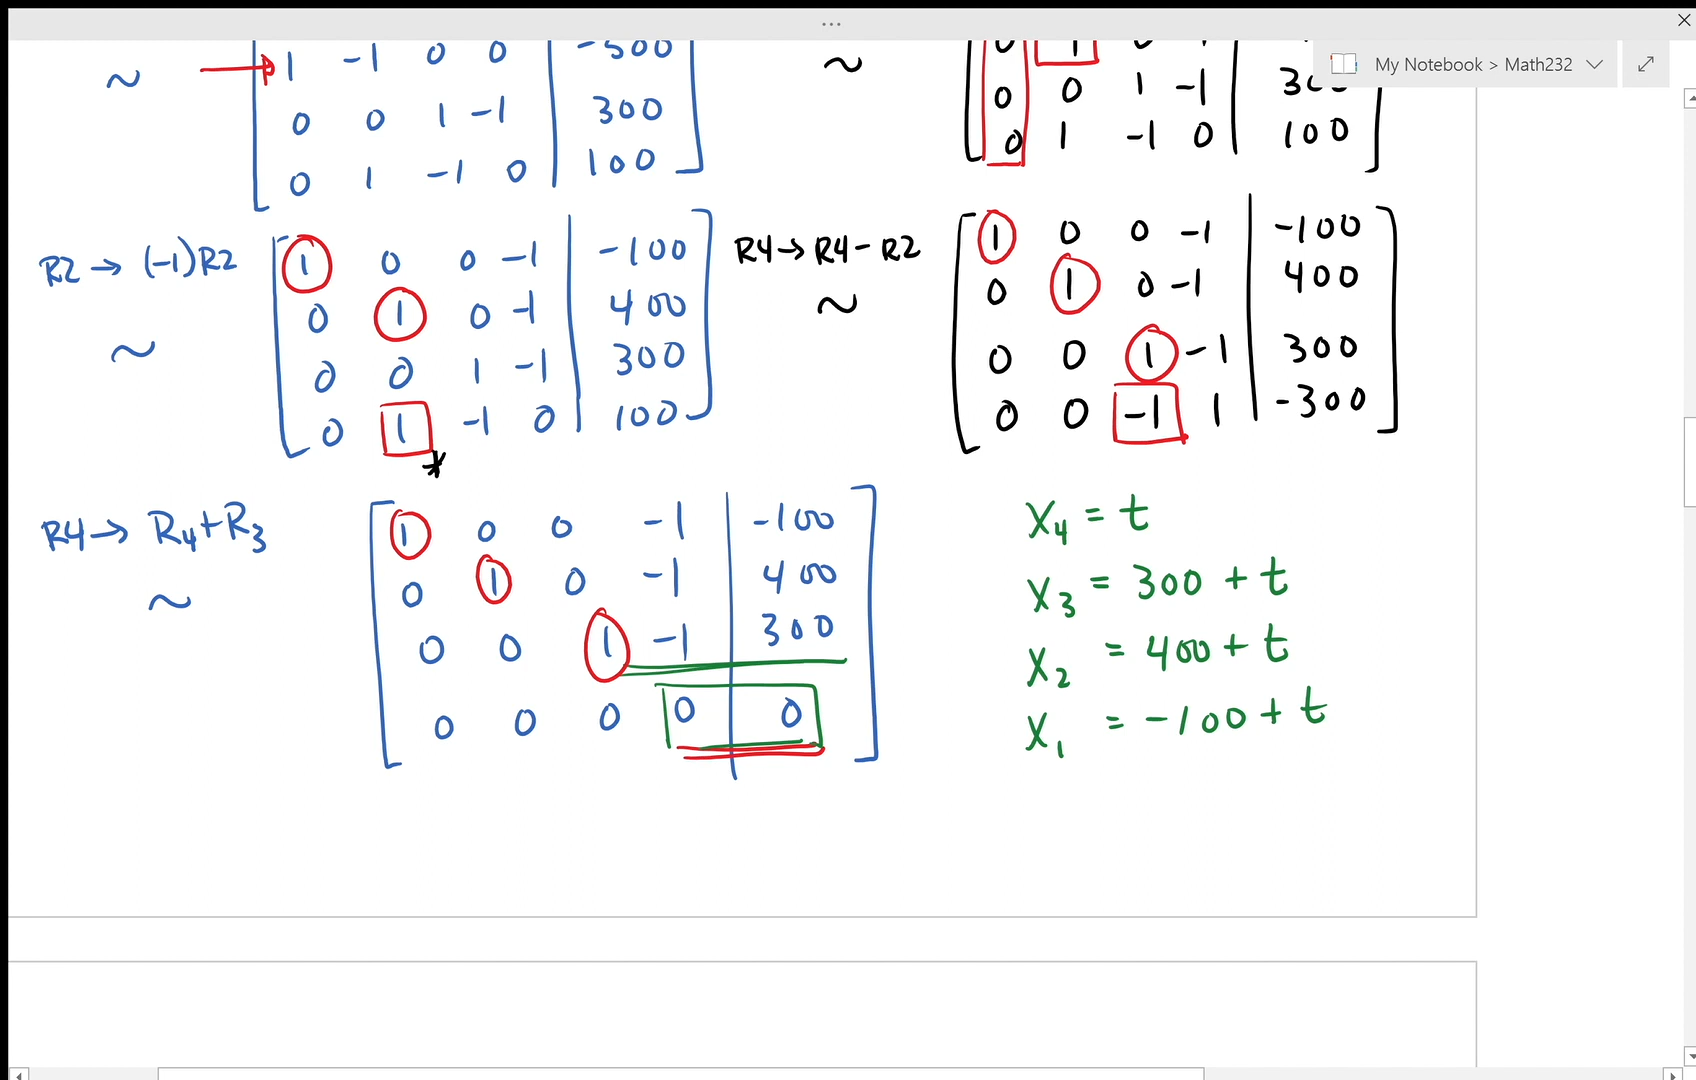 My Notebook > Math232
~ 1 -1 0 0 | -500
0 0 1 -1 | 300
0 1 -1 0 | 100
~
0 0 1 -1
0 1 -1 0 | 100
R2 → (-1)R2 ~
1 0 0 -1 | -100
0 1 0 -1 | 400
0 0 1 -1 | 300
0 1 -1 0 | 100
*
R4 → R4 - R2 ~
1 0 0 -1 | -100
0 1 0 -1 | 400
0 0 1 -1 | 300
0 0 -1 1 | -300
R4 → R4 + R3 ~
1 0 0 -1 | -100
0 1 0 -1 | 400
0 0 1 -1 | 300
0 0 0 0 | 0
X4 = t
X3 = 300 + t
X2 = 400 + t
X1 = -100 + t